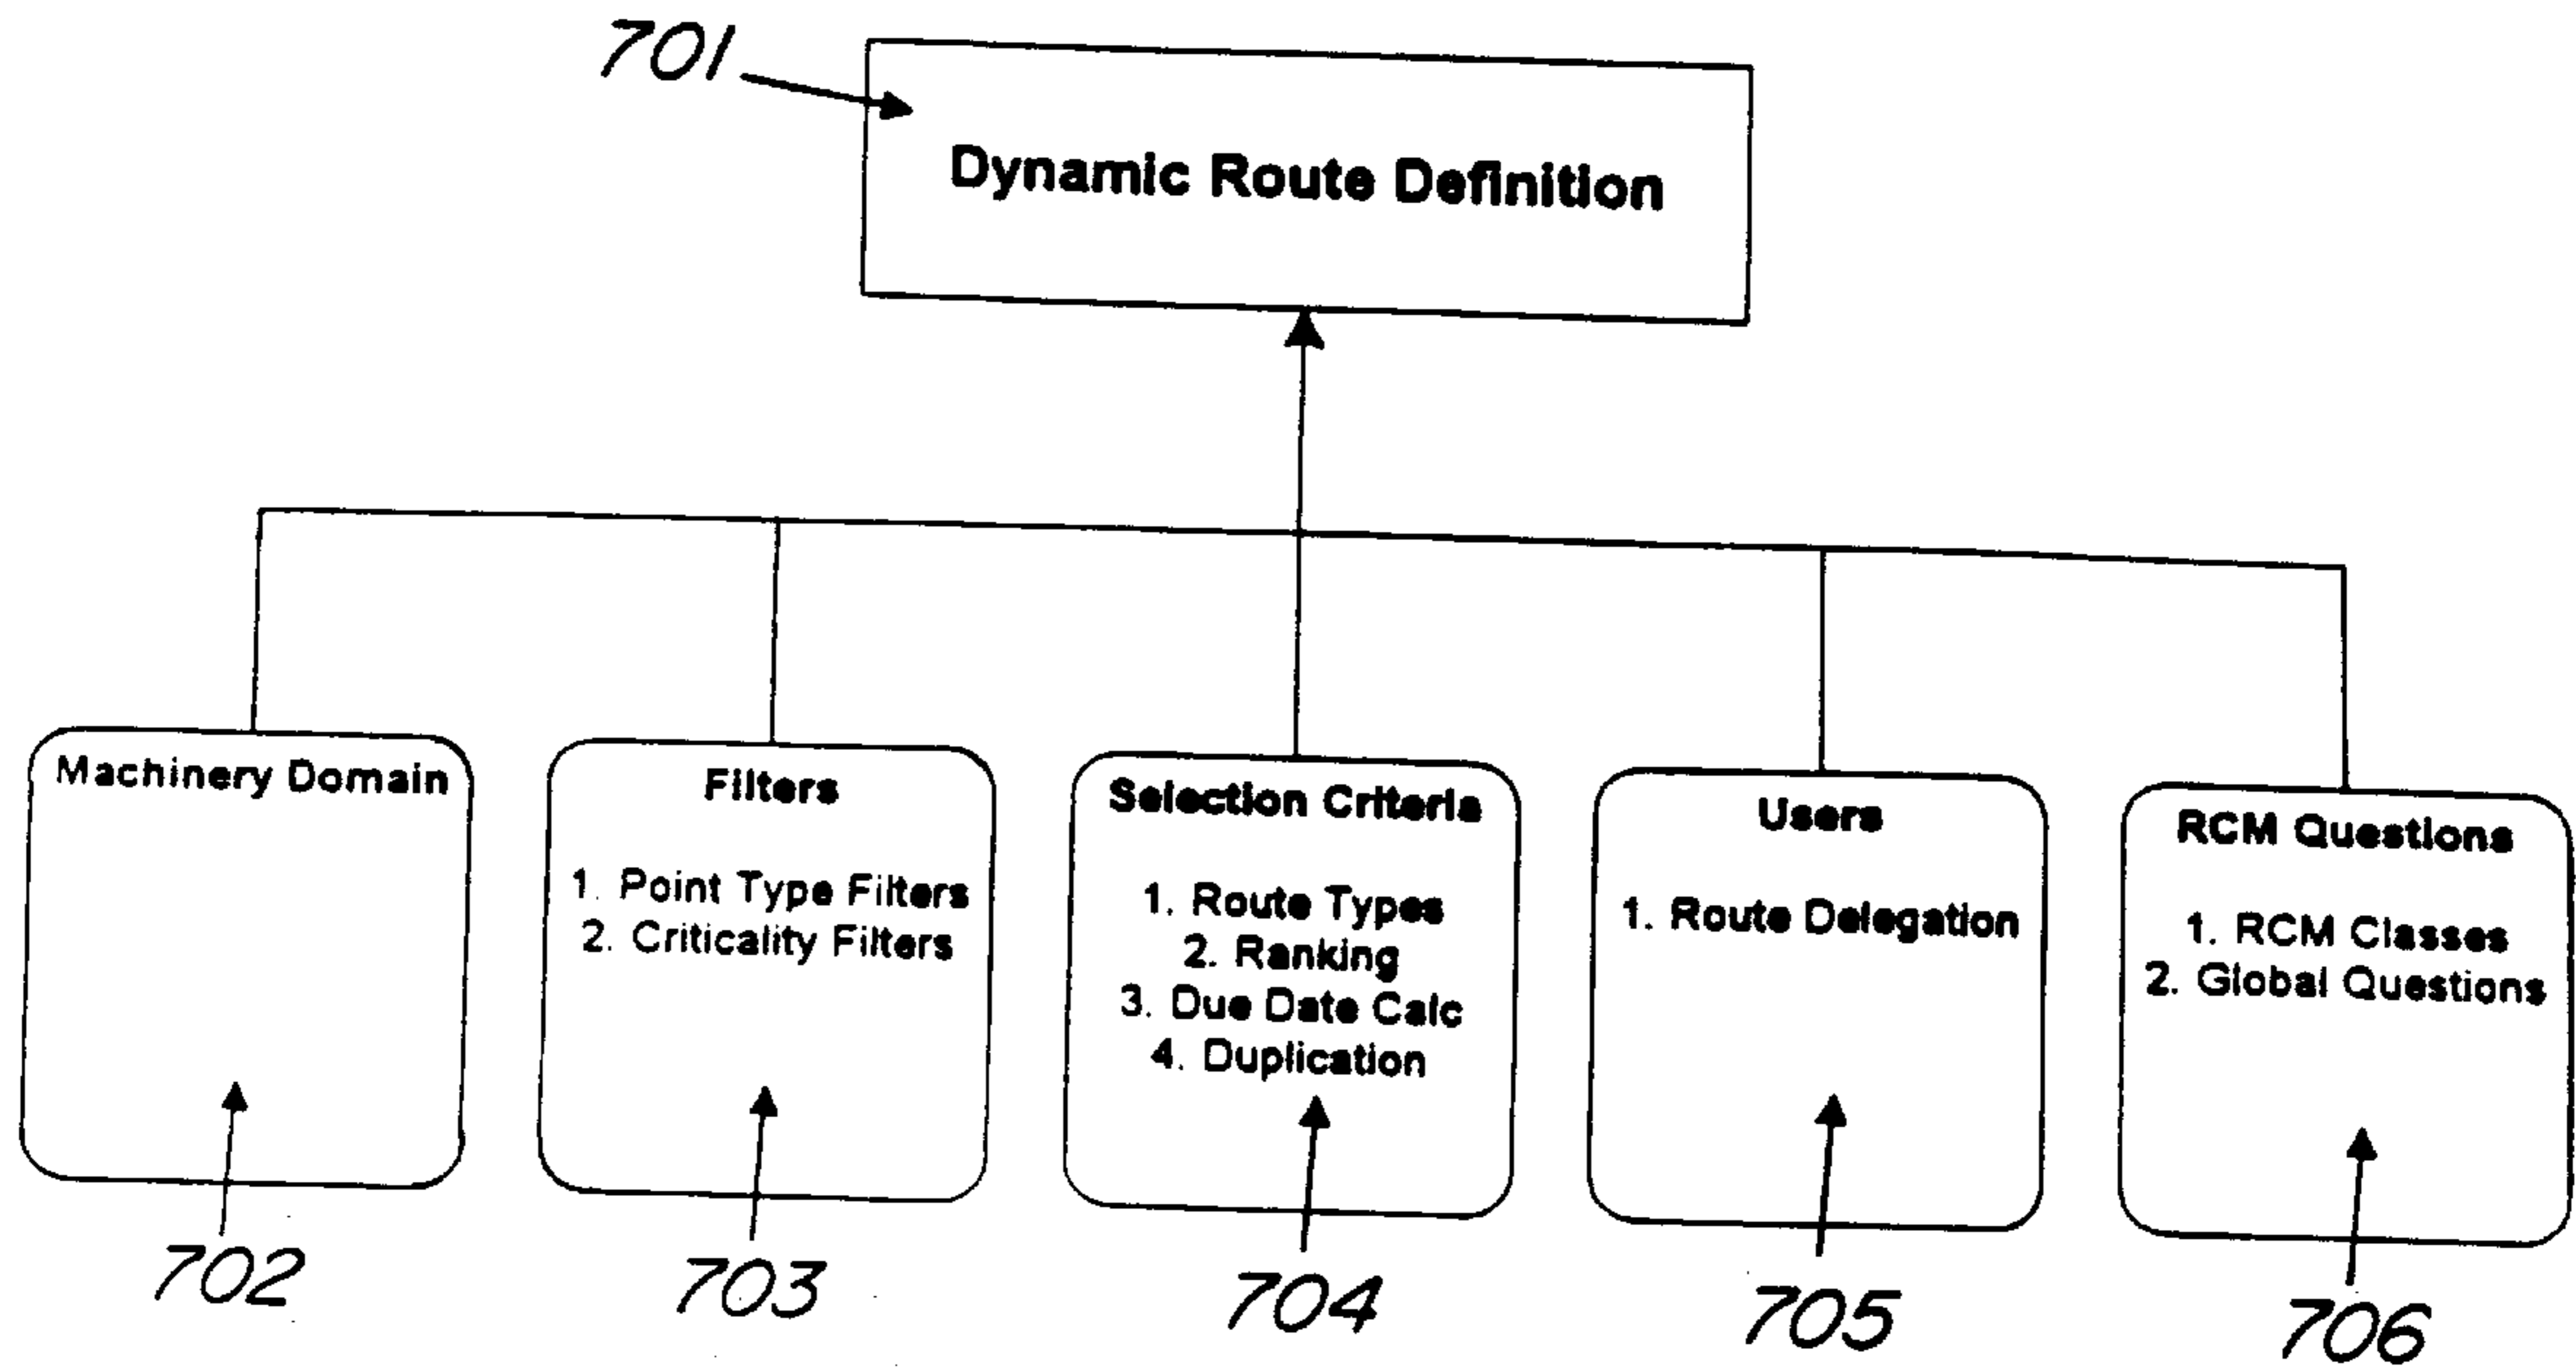 701
Dynamic Route Definition
Machinery Domain
Filters
1. Point Type Filters
2. Criticality Filters
Selection Criteria
1. Route Types
2. Ranking
3. Due Date Calc
4. Duplication
Users
1. Route Delegation
RCM Questions
1. RCM Classes
2. Global Questions
702
703
704
705
706